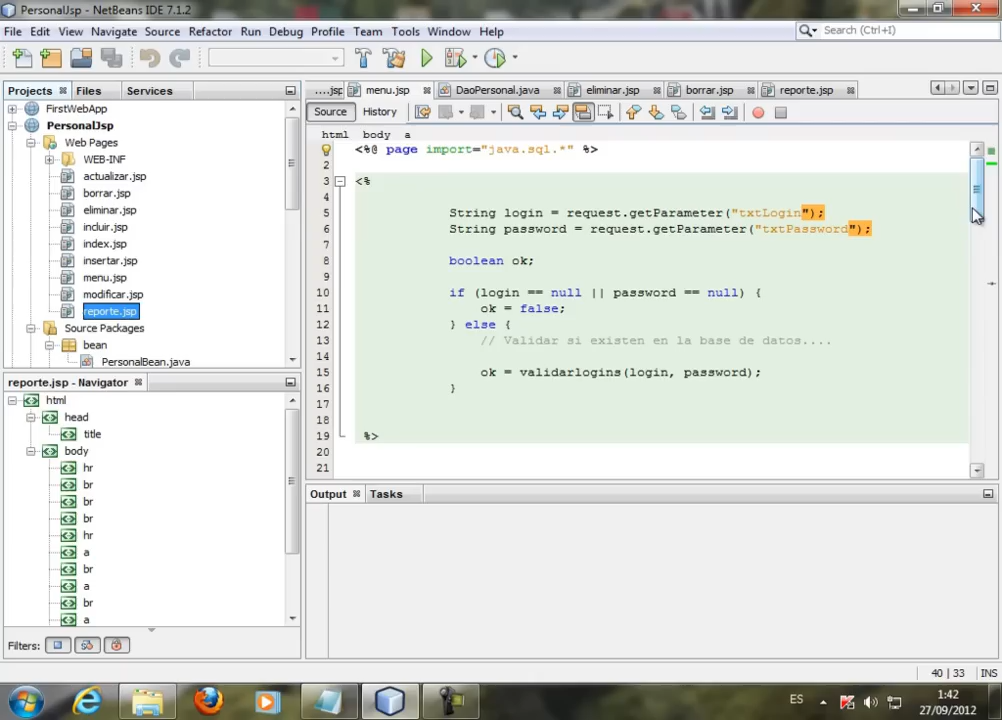 PersonalJsp - NetBeans IDE 7.1.2
File Edit View Navigate Source Refactor Run Debug Profile Team Tools Window Help
Search (Ctrl+I)
Projects Files Services
....jsp menu.jsp DaoPersonal.java eliminar.jsp borrar.jsp reporte.jsp
FirstWebApp
PersonalJsp
Web Pages
WEB-INF
actualizar.jsp
borrar.jsp
eliminar.jsp
incluir.jsp
index.jsp
insertar.jsp
menu.jsp
modificar.jsp
reporte.jsp
Source Packages
bean
PersonalBean.java
Source History
html body a
<%@ page import="java.sql.*" %>
2
3 <%
4
5 String login = request.getParameter("txtLogin");
6 String password = request.getParameter("txtPassword");
7
8 boolean ok;
9
10 if (login == null || password == null) {
11 ok = false;
12 } else {
13 // Validar si existen en la base de datos....
14
15 ok = validarlogins(login, password);
16 }
17
18
19 %>
20
21
reporte.jsp - Navigator
html
head
title
body
hr
br
br
br
hr
a
br
a
br
a
Filters:
Output Tasks
40 | 33 INS
ES
1:42
27/09/2012